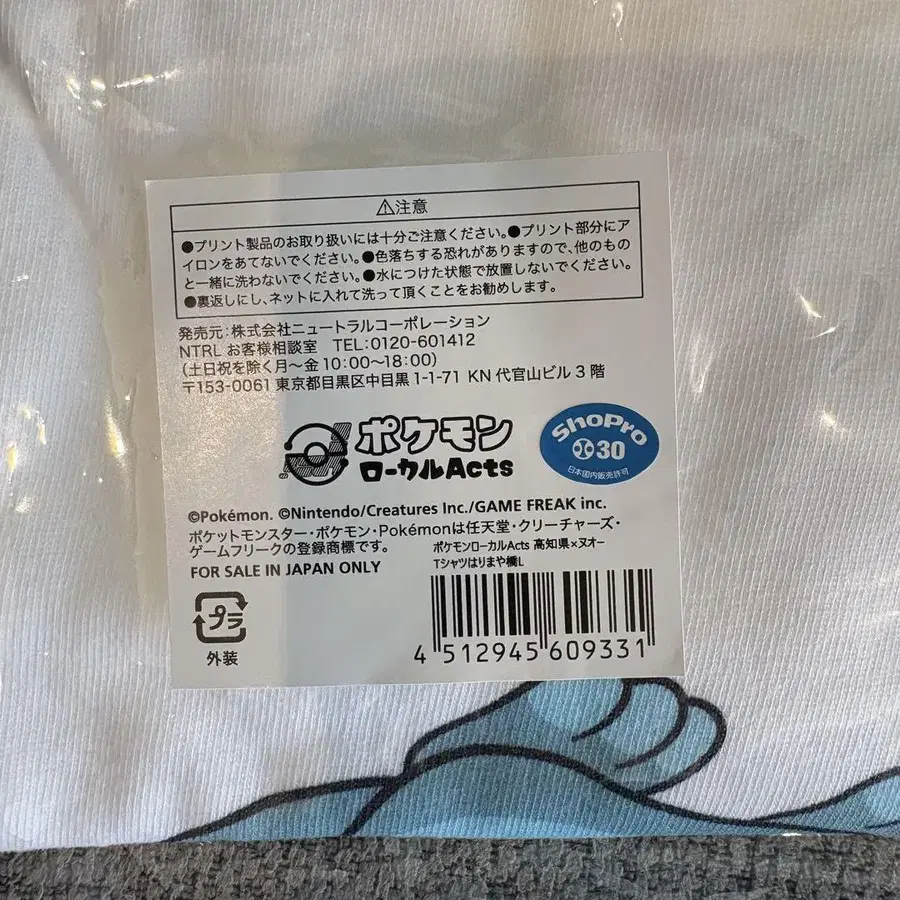 ⚠注意
●プリント製品のお取り扱いには十分ご注意ください。●プリント部分にア
イロンをあてないでください。●色落ちする恐れがありますので、他のもの
と一緒に洗わないでください。●水につけた状態で放置しないでください。
●裏返しにし、ネットに入れて洗って頂くことをお勧めします。
発売元:株式会社ニュートラルコーポレーション
NTRL お客様相談室 TEL:0120-601412
(土日祝を除く月〜金 10:00〜18:00)
〒153-0061 東京都目黒区中目黒 1-1-71 KN 代官山ビル 3 階
ポケモン
ローカルActs
ShoPro
30
日本国内販売許可
©Pokémon. ©Nintendo/Creatures Inc./GAME FREAK inc.
ポケットモンスター・ポケモン・Pokémonは任天堂・クリーチャーズ・
ゲームフリークの登録商標です。
ポケモンローカルActs 高知県×ヌオー
Tシャツはりまや橋L
FOR SALE IN JAPAN ONLY
プラ
外装
4 512945 609331